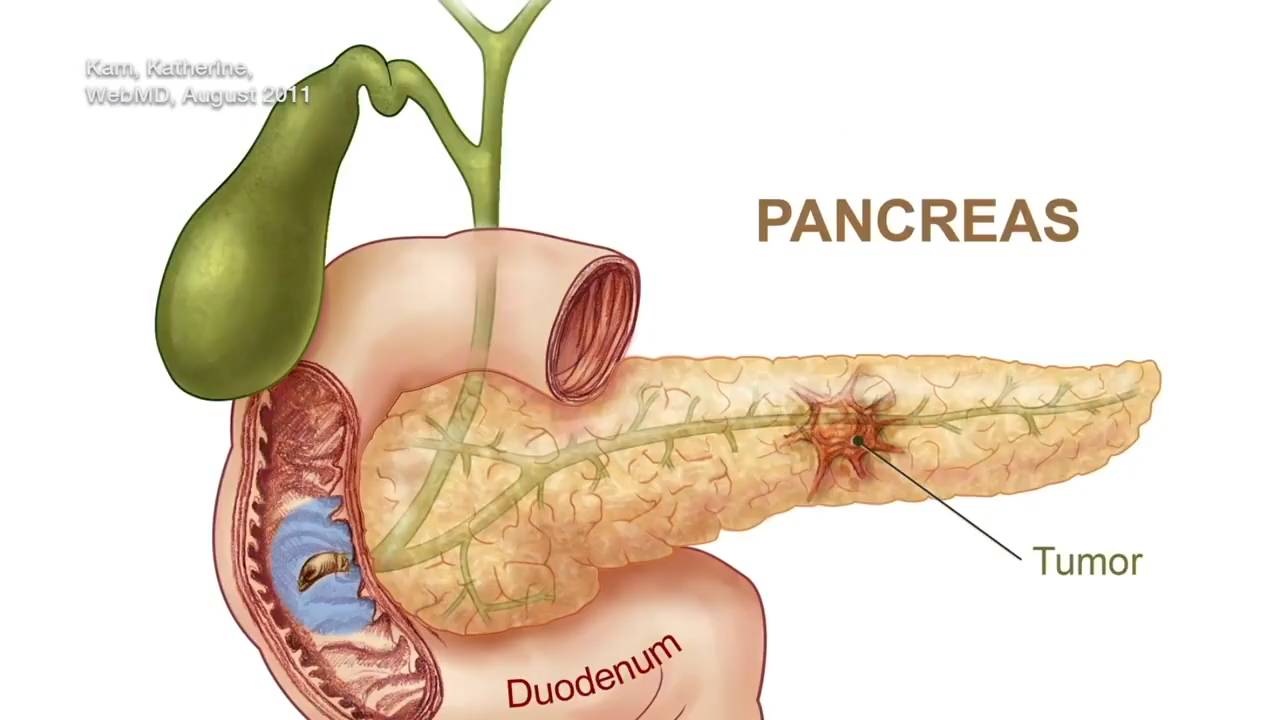 Kam, Katherine,
WebMD, August 2011
PANCREAS
Tumor
Duodenum